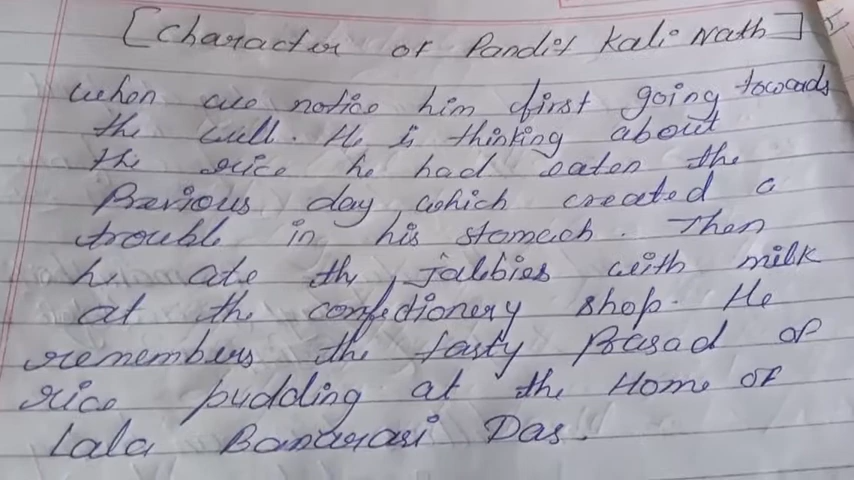 [Character of Pandit Kali Nath]
when we notice him first going towards
the well. He is thinking about
the rice he had eaten the
Previous day which created a
trouble in his stomach. Then
he ate the Jalebies with milk
at the confectionery shop. He
remembers the tasty Prasad of
rice pudding at the Home of
Lala Banarasi Das.